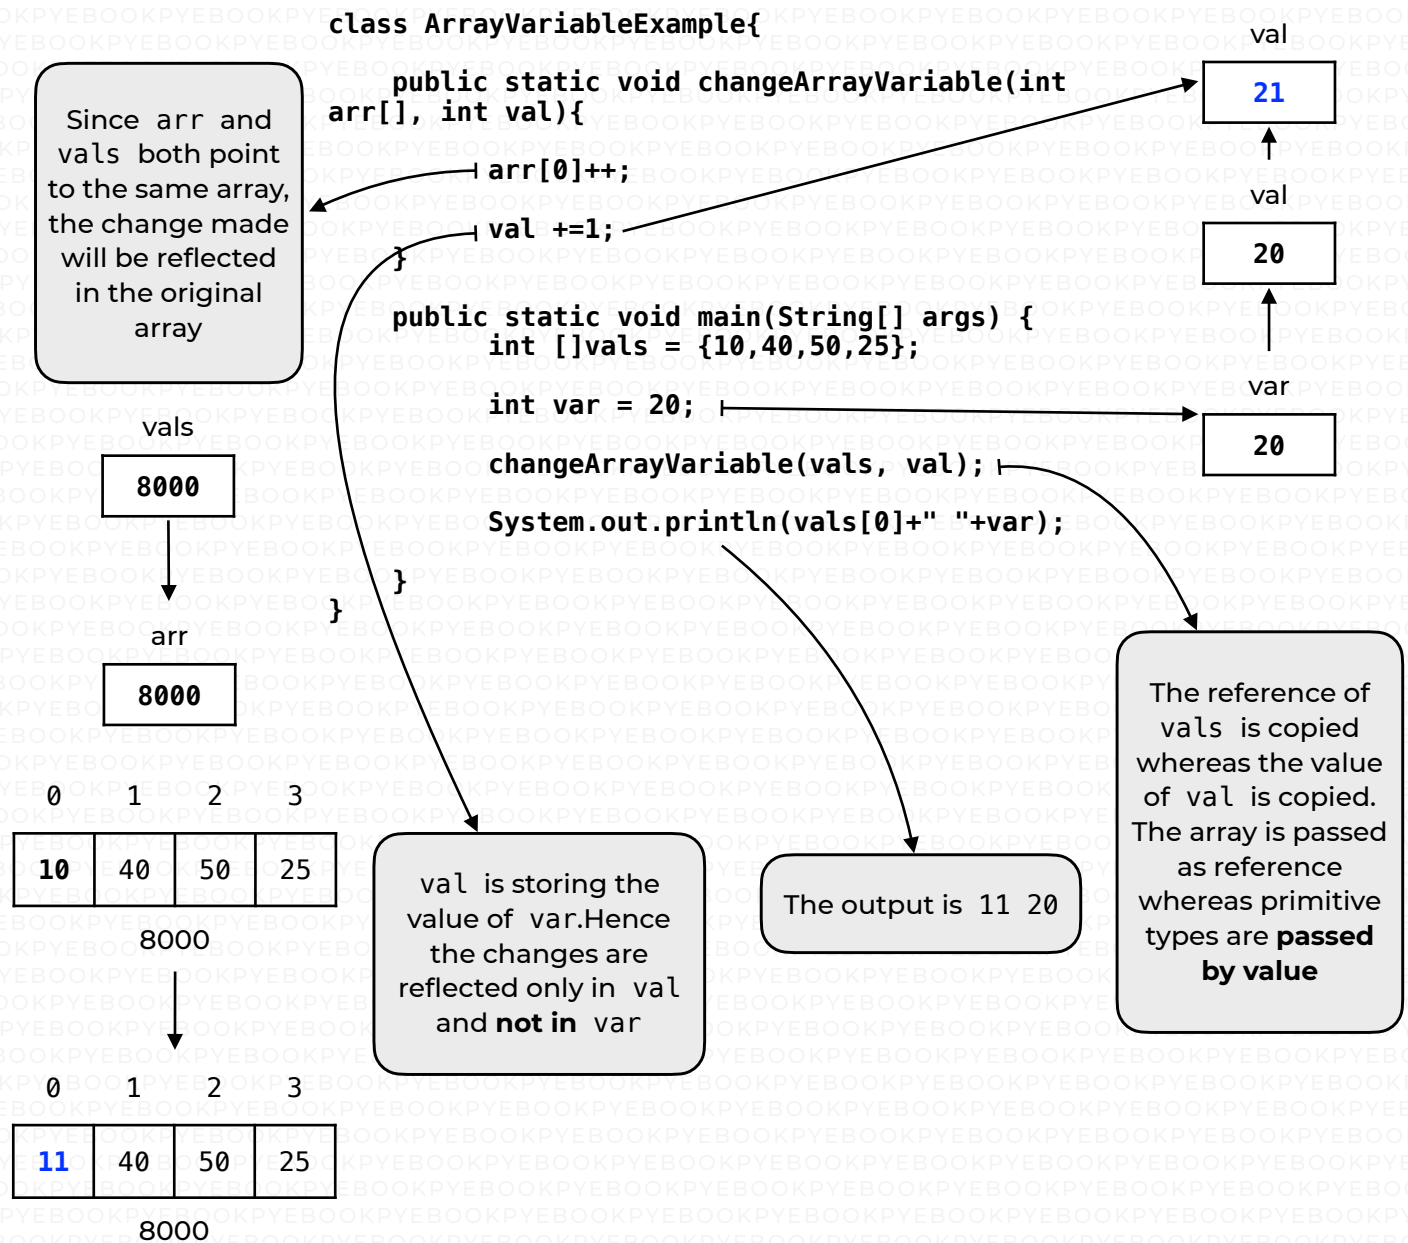 class ArrayVariableExample{
public static void changeArrayVariable(int
arr[], int val){
arr[0]++;
val +=1;
}
public static void main(String[] args) {
int []vals = {10,40,50,25};
int var = 20;
changeArrayVariable(vals, val);
System.out.println(vals[0]+" "+var);
}
}
Since arr and
vals both point
to the same array,
the change made
will be reflected
in the original
array
vals
8000
arr
8000
0 1 2 3
10 40 50 25
8000
0 1 2 3
11 40 50 25
8000
val is storing the
value of var.Hence
the changes are
reflected only in val
and not in var
The output is 11 20
val
21
val
20
var
20
The reference of
vals is copied
whereas the value
of val is copied.
The array is passed
as reference
whereas primitive
types are passed
by value